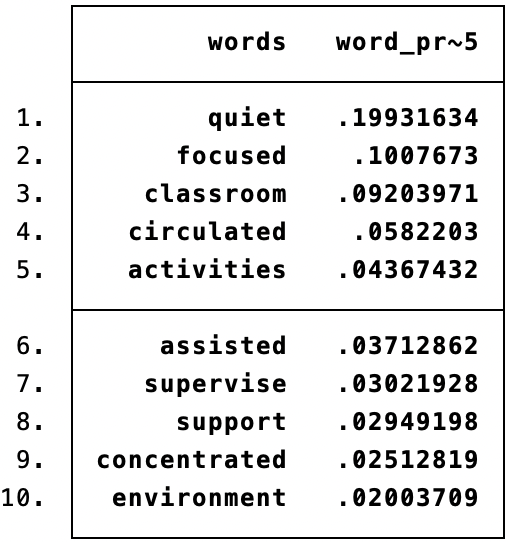 words word_pr~5
1. quiet .19931634
2. focused .1007673
3. classroom .09203971
4. circulated .0582203
5. activities .04367432
6. assisted .03712862
7. supervise .03021928
8. support .02949198
9. concentrated .02512819
10. environment .02003709